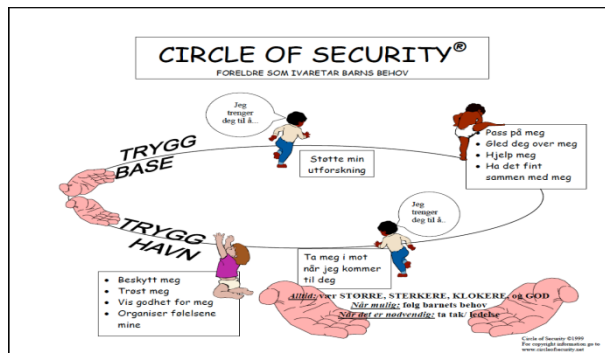 CIRCLE OF SECURITY®
FORELDRE SOM IVARETAR BARNS BEHOV
Jeg
trenger
deg til å...
TRYGG
BASE
Støtte min
utforskning
• Pass på meg
• Gled deg over meg
• Hjelp meg
• Ha det fint
sammen med meg
Jeg
trenger
deg til å..
TRYGG
HAVN
Ta meg i mot
når jeg kommer
til deg
• Beskytt meg
• Trøst meg
• Vis godhet for meg
• Organiser følelsene
mine
Alltid: vær STØRRE, STERKERE, KLOKERE, og GOD
Når mulig: følg barnets behov
Når det er nødvendig: ta tak/ ledelse
Circle of Security ©1999
For copyright information go to
www.circleofsecurity.net